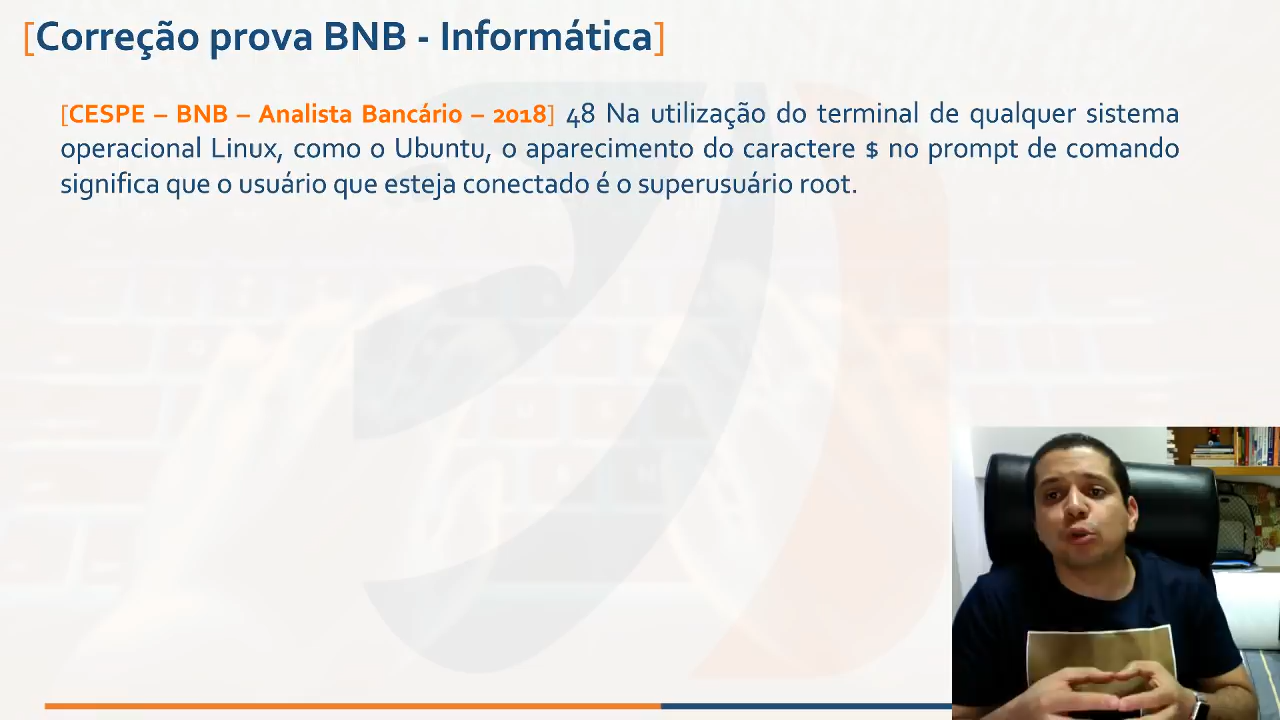 [Correção prova BNB - Informática]
[CESPE – BNB – Analista Bancário – 2018] 48 Na utilização do terminal de qualquer sistema
operacional Linux, como o Ubuntu, o aparecimento do caractere $ no prompt de comando
significa que o usuário que esteja conectado é o superusuário root.